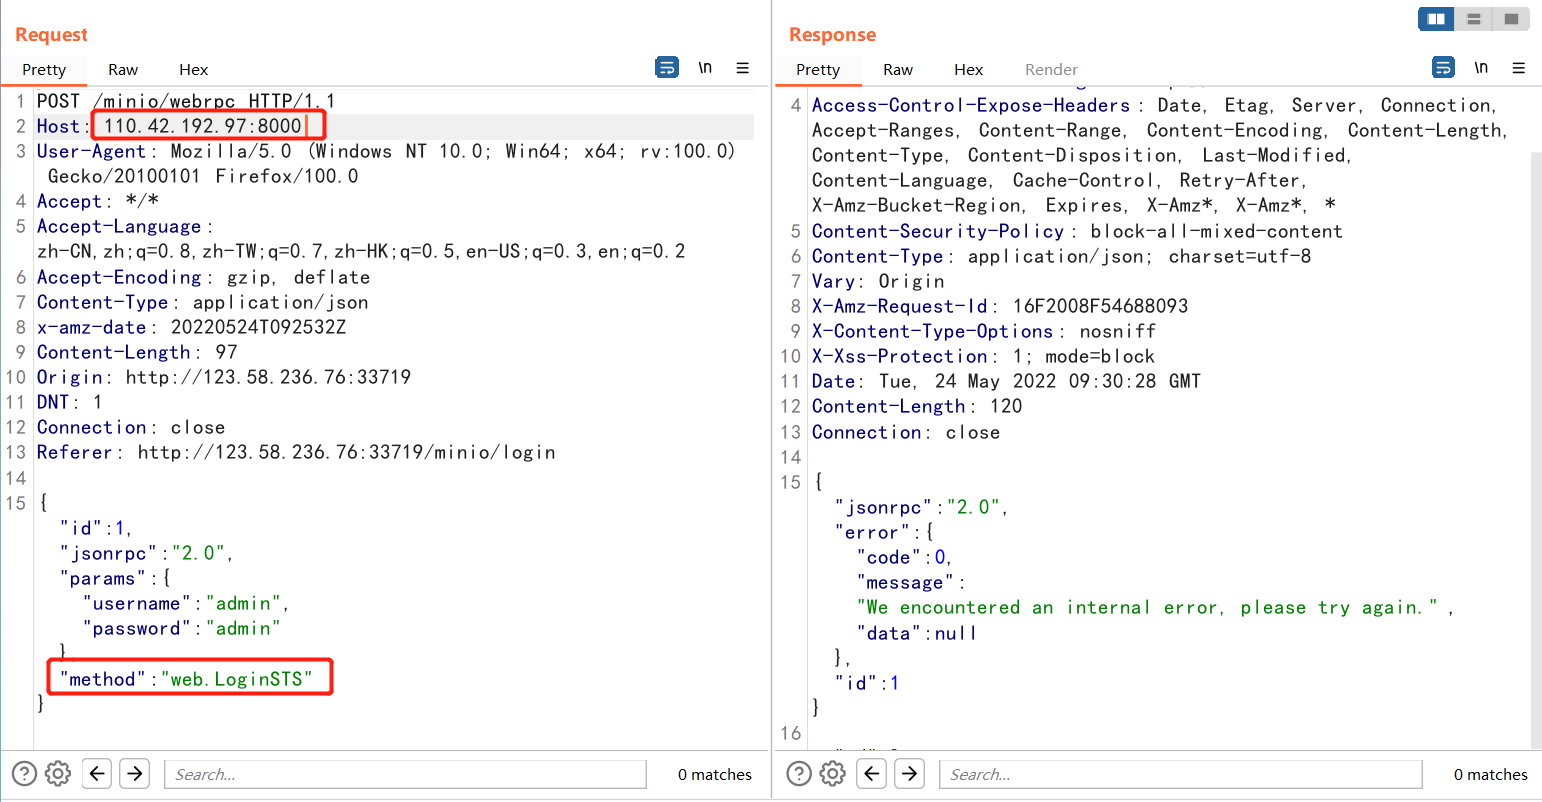 Request
Pretty Raw Hex \n
1 POST /minio/webrpc HTTP/1.1
2 Host: 110.42.192.97:8000
3 User-Agent: Mozilla/5.0 (Windows NT 10.0; Win64; x64; rv:100.0)
Gecko/20100101 Firefox/100.0
4 Accept: */*
5 Accept-Language:
zh-CN,zh;q=0.8,zh-TW;q=0.7,zh-HK;q=0.5,en-US;q=0.3,en;q=0.2
6 Accept-Encoding: gzip, deflate
7 Content-Type: application/json
8 x-amz-date: 20220524T092532Z
9 Content-Length: 97
10 Origin: http://123.58.236.76:33719
11 DNT: 1
12 Connection: close
13 Referer: http://123.58.236.76:33719/minio/login
14
15 {
"id":1,
"jsonrpc":"2.0",
"params":{
"username":"admin",
"password":"admin"
}
"method":"web.LoginSTS"
}
Search...
0 matches
Response
Pretty Raw Hex Render \n
4 Access-Control-Expose-Headers: Date, Etag, Server, Connection,
Accept-Ranges, Content-Range, Content-Encoding, Content-Length,
Content-Type, Content-Disposition, Last-Modified,
Content-Language, Cache-Control, Retry-After,
X-Amz-Bucket-Region, Expires, X-Amz*, X-Amz*, *
5 Content-Security-Policy: block-all-mixed-content
6 Content-Type: application/json; charset=utf-8
7 Vary: Origin
8 X-Amz-Request-Id: 16F2008F54688093
9 X-Content-Type-Options: nosniff
10 X-Xss-Protection: 1; mode=block
11 Date: Tue, 24 May 2022 09:30:28 GMT
12 Content-Length: 120
13 Connection: close
14
15 {
"jsonrpc":"2.0",
"error":{
"code":0,
"message":
"We encountered an internal error, please try again.",
"data":null
},
"id":1
}
16
Search...
0 matches